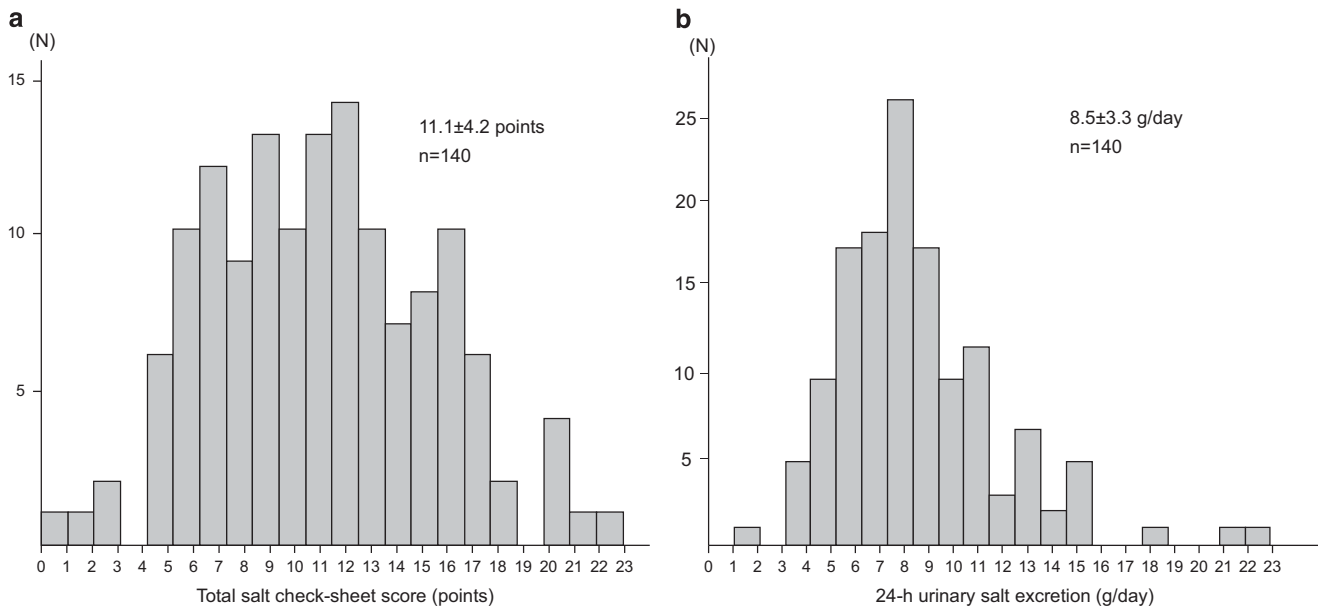 a
(N)
15
10
5
11.1±4.2 points
n=140
0 1 2 3 4 5 6 7 8 9 10 11 12 13 14 15 16 17 18 19 20 21 22 23
Total salt check-sheet score (points)
b
(N)
25
20
15
10
5
8.5±3.3 g/day
n=140
0 1 2 3 4 5 6 7 8 9 10 11 12 13 14 15 16 17 18 19 20 21 22 23
24-h urinary salt excretion (g/day)